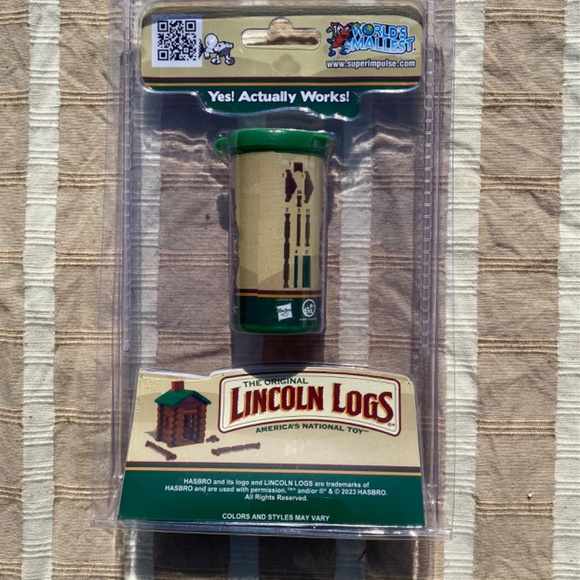 WORLD'S
SMALLEST
www.superimpulse.com
Yes! Actually Works!
Hasbro
THE ORIGINAL
LINCOLN LOGS
AMERICA'S NATIONAL TOY™
HASBRO and its logo and LINCOLN LOGS are trademarks of
HASBRO and are used with permission.™* and/or ®* & © 2023 HASBRO.
All Rights Reserved.
COLORS AND STYLES MAY VARY